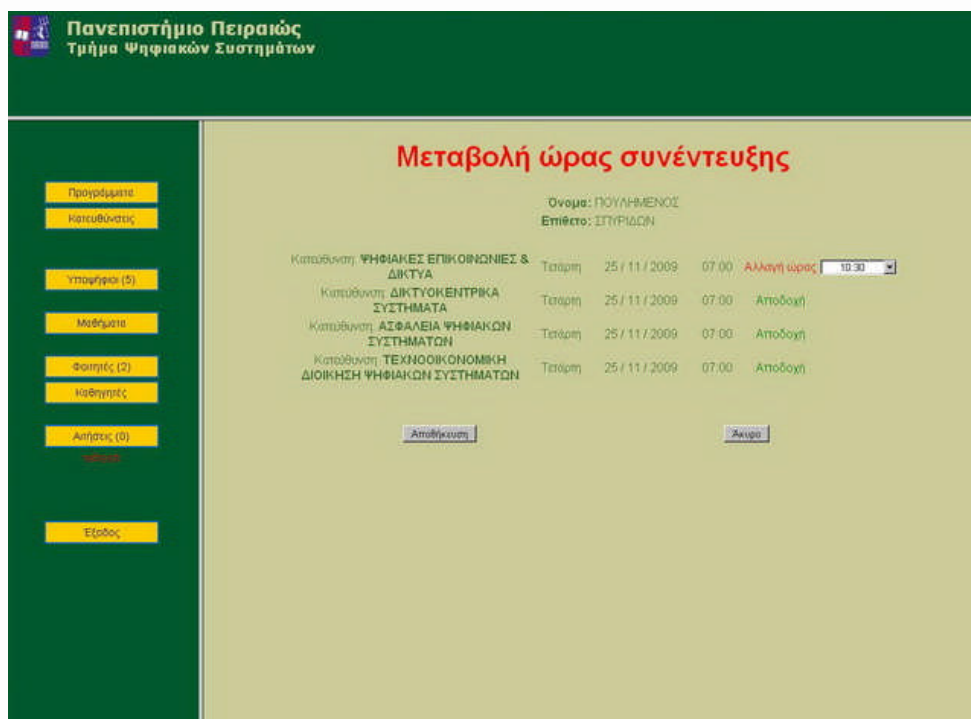 Πανεπιστήμιο Πειραιώς
Τμήμα Ψηφιακών Συστημάτων
Μεταβολή ώρας συνέντευξης
Προγράμματα
Κατευθύνσεις
Υποψήφιοι (5)
Μαθήματα
Φοιτητές (2)
Καθηγητές
Αιτήσεις (0)
Έξοδος
Όνομα: ΠΟΥΛΗΜΕΝΟΣ
Επίθετο: ΣΠΥΡΙΔΩΝ
Κατεύθυνση: ΨΗΦΙΑΚΕΣ ΕΠΙΚΟΙΝΩΝΙΕΣ & ΔΙΚΤΥΑ Τετάρτη 25 / 11 / 2009 07:00 Αλλαγή ώρας 10:30
Κατεύθυνση: ΔΙΚΤΥΟΚΕΝΤΡΙΚΑ ΣΥΣΤΗΜΑΤΑ Τετάρτη 25 / 11 / 2009 07:00 Αποδοχή
Κατεύθυνση: ΑΣΦΑΛΕΙΑ ΨΗΦΙΑΚΩΝ ΣΥΣΤΗΜΑΤΩΝ Τετάρτη 25 / 11 / 2009 07:00 Αποδοχή
Κατεύθυνση: ΤΕΧΝΟΟΙΚΟΝΟΜΙΚΗ ΔΙΟΙΚΗΣΗ ΨΗΦΙΑΚΩΝ ΣΥΣΤΗΜΑΤΩΝ Τετάρτη 25 / 11 / 2009 07:00 Αποδοχή
Αποθήκευση Άκυρο